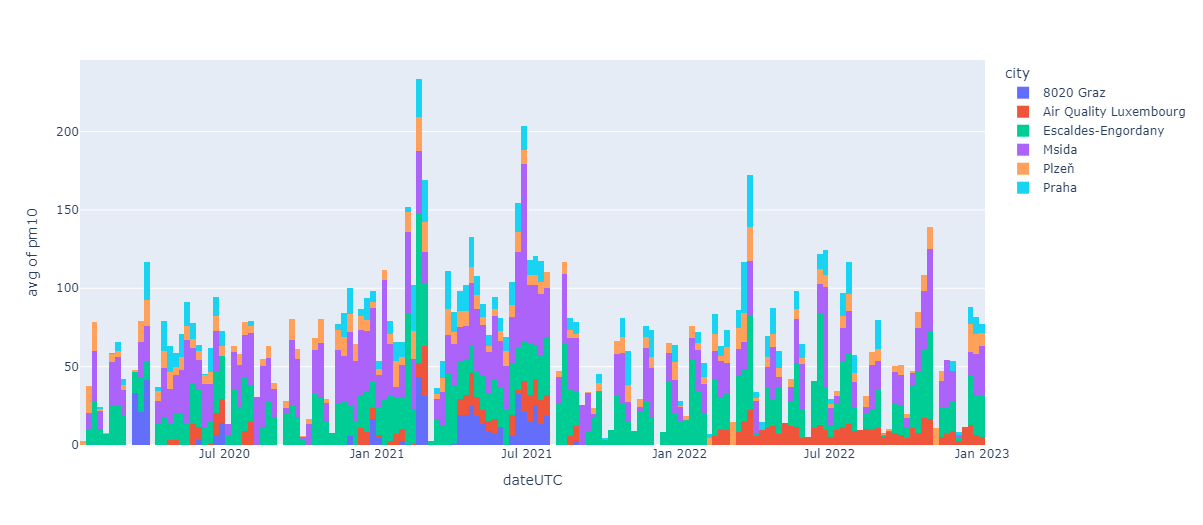 city
8020 Graz
Air Quality Luxembourg
Escaldes-Engordany
Msida
Plzeň
Praha
avg of pm10
200
150
100
50
0
Jul 2020
Jan 2021
Jul 2021
Jan 2022
Jul 2022
Jan 2023
dateUTC